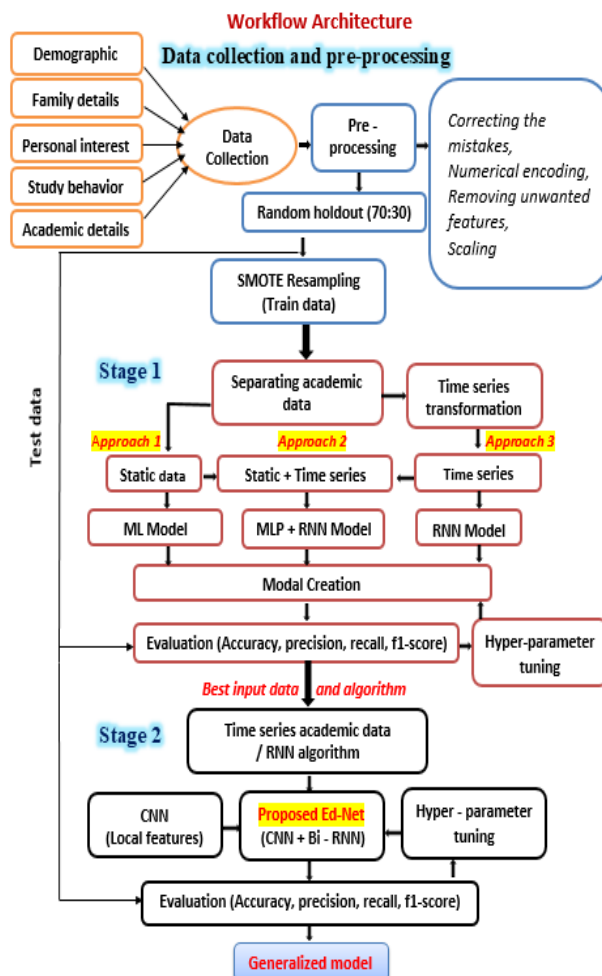 Workflow Architecture
Data collection and pre-processing
Demographic
Family details
Personal interest
Study behavior
Academic details
Data
Collection
Pre -
processing
Correcting the
mistakes,
Numerical encoding,
Removing unwanted
features,
Scaling
Random holdout (70:30)
SMOTE Resampling
(Train data)
Test data
Stage 1
Separating academic
data
Time series
transformation
Approach 1
Approach 2
Approach 3
Static data
Static + Time series
Time series
ML Model
MLP + RNN Model
RNN Model
Modal Creation
Evaluation (Accuracy, precision, recall, f1-score)
Hyper-parameter
tuning
Best input data and algorithm
Stage 2
Time series academic data
/ RNN algorithm
CNN
(Local features)
Proposed Ed-Net
(CNN + Bi - RNN)
Hyper - parameter
tuning
Evaluation (Accuracy, precision, recall, f1-score)
Generalized model